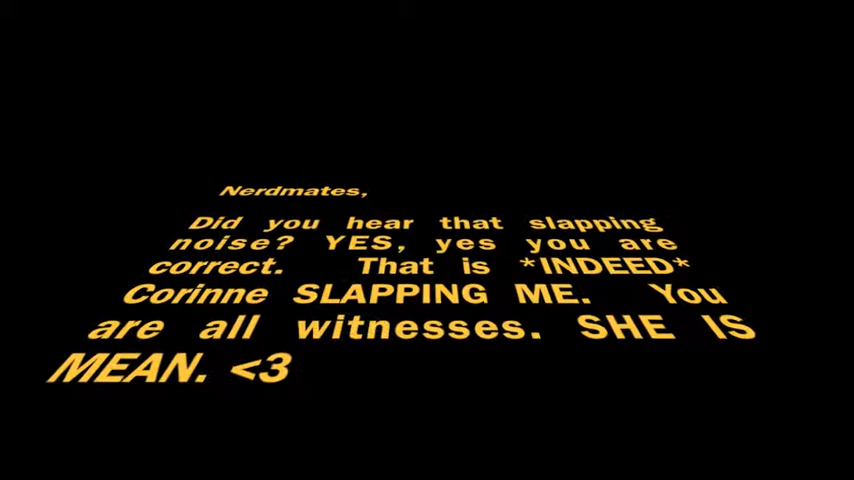 Nerdmates,
Did you hear that slapping
noise? YES, yes you are
correct. That is *INDEED*
Corinne SLAPPING ME. You
are all witnesses. SHE IS
MEAN. <3